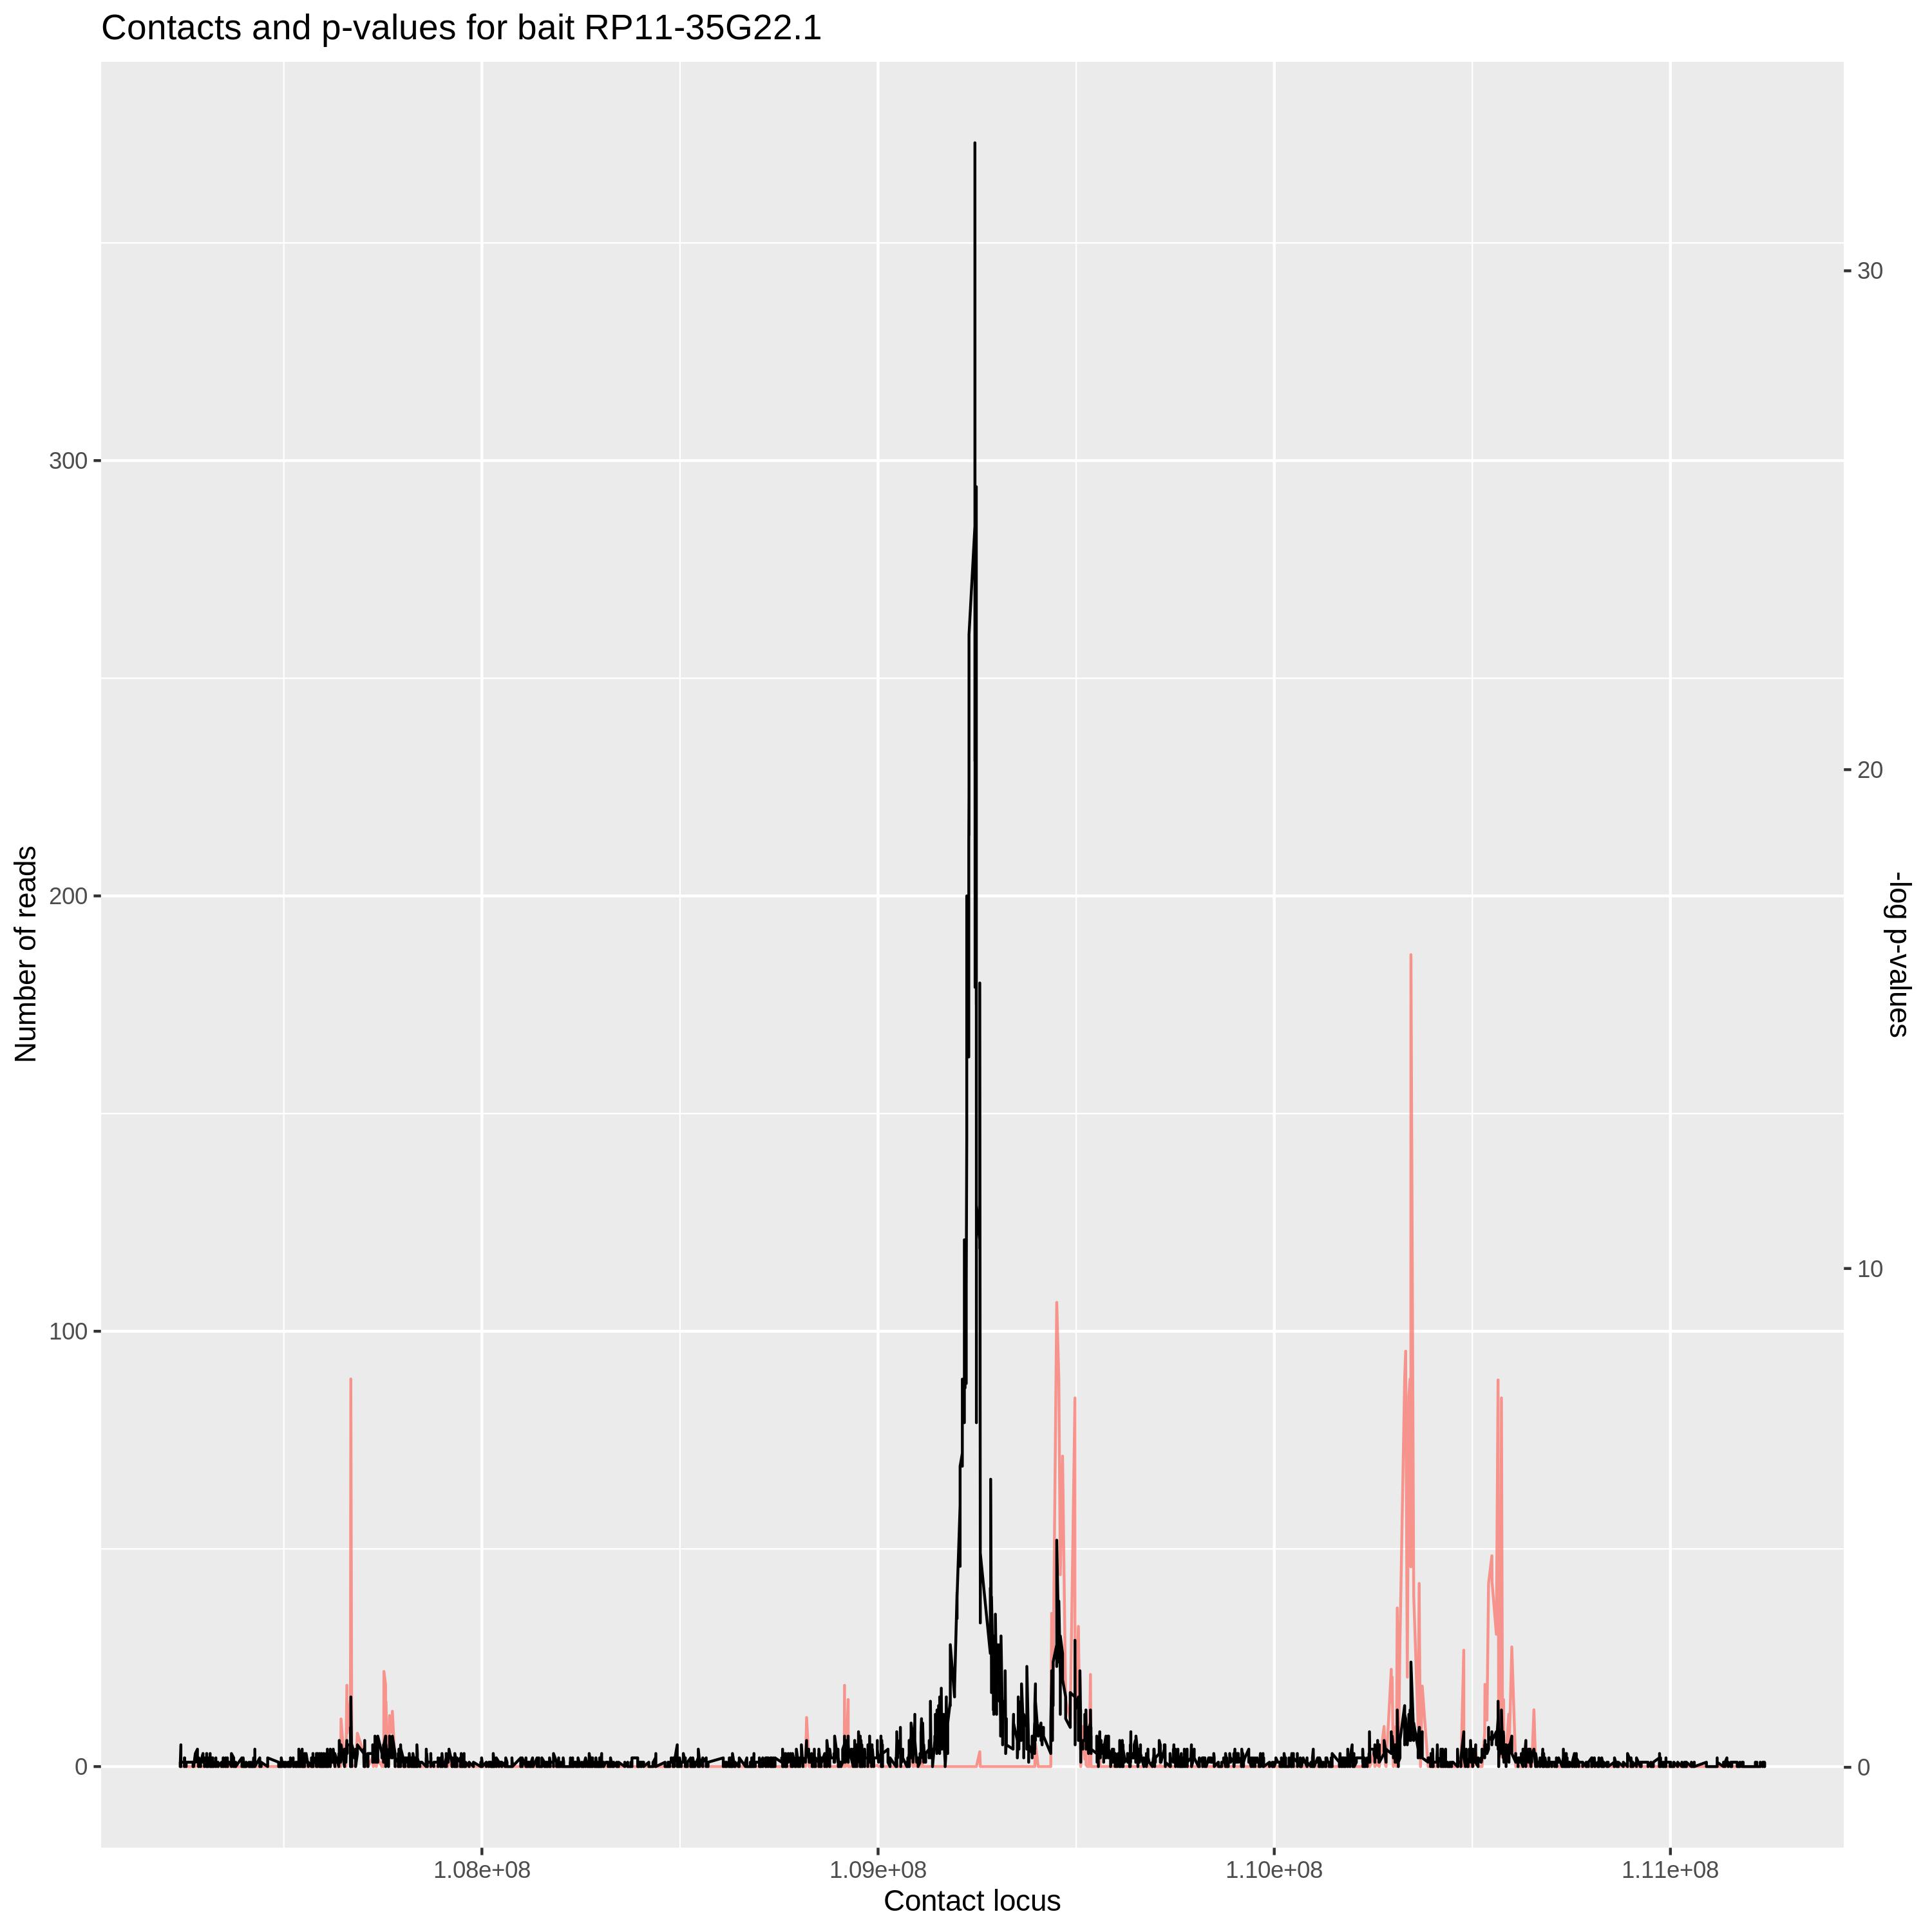 Contacts and p-values for bait RP11-35G22.1
300
200
100
0
Number of reads
30
20
10
0
-log p-values
1.08e+08
1.09e+08
1.10e+08
1.11e+08
Contact locus